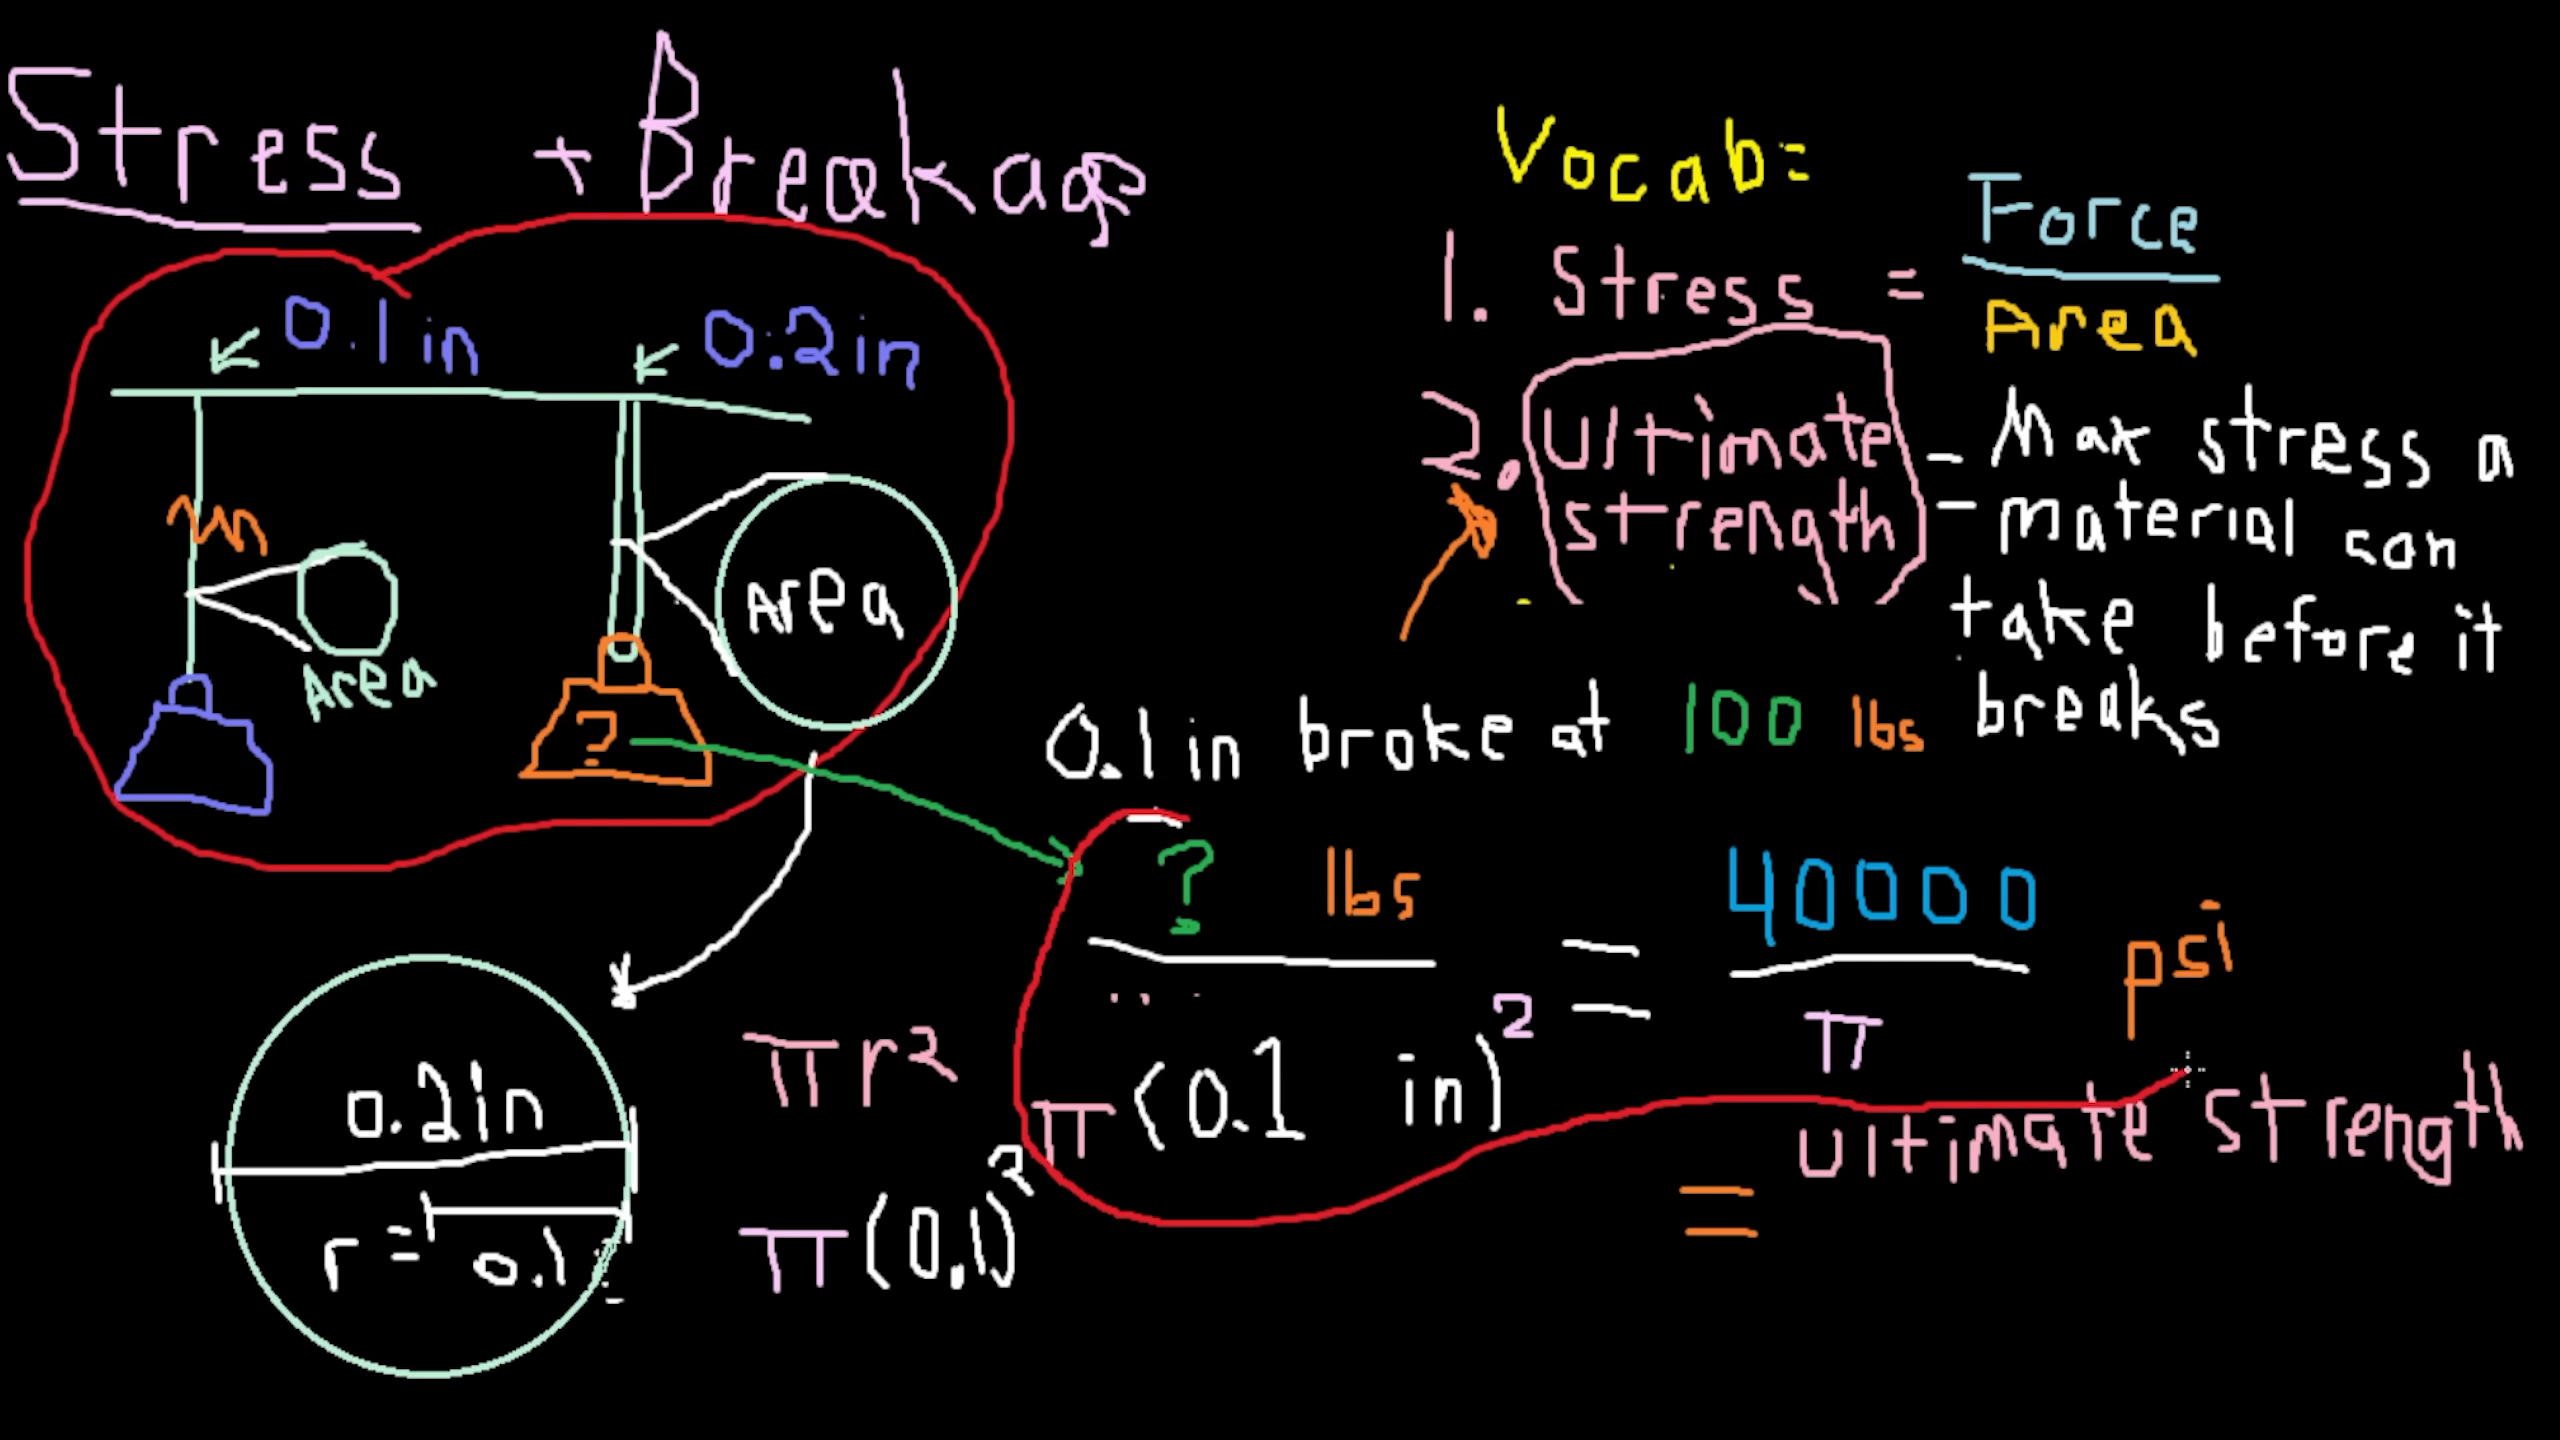 Stress + Breakage
0.1 in
0.2 in
Area
Area
?
Vocab:
1. Stress = Force
Area
2. Ultimate strength
- Max stress a
- material can
take before it
breaks
0.1 in broke at 100 lbs
? lbs
π(0.1 in)²
=
40000
π
psi
ultimate strength
=
0.2in
r = 0.1
πr²
π(0.1)²